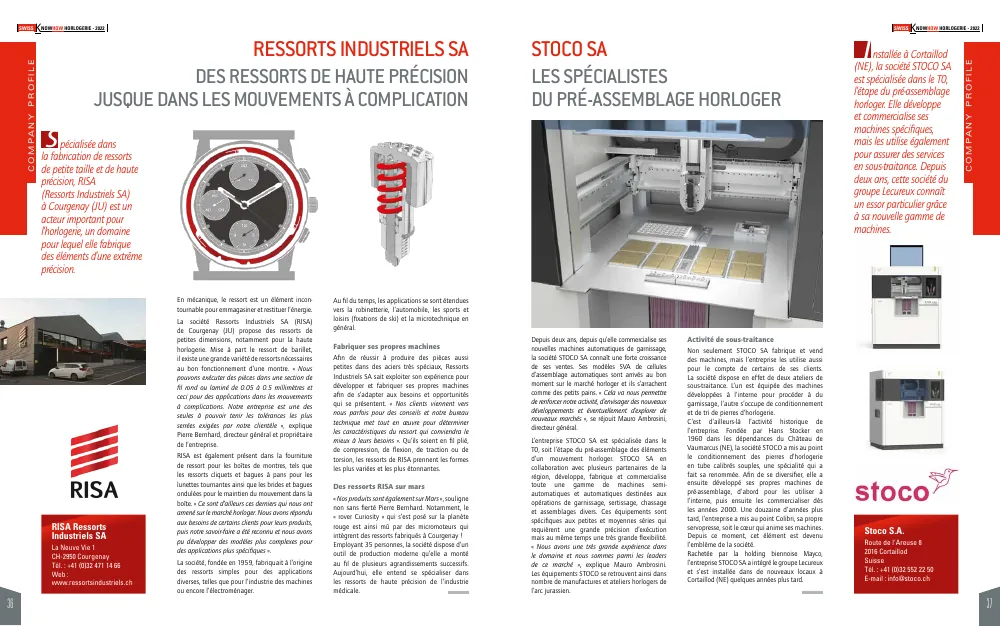 SWISS KNOWHOW HORLOGERIE - 2022
COMPANY PROFILE
RESSORTS INDUSTRIELS SA
DES RESSORTS DE HAUTE PRÉCISION
JUSQUE DANS LES MOUVEMENTS À COMPLICATION
Spécialisée dans
la fabrication de ressorts
de petite taille et de haute
précision, RISA
(Ressorts Industriels SA)
à Courgenay (JU) est un
acteur important pour
l'horlogerie, un domaine
pour lequel elle fabrique
des éléments d'une extrême
précision.
RISA
RISA Ressorts
Industriels SA
La Neuve Vie 1
CH-2950 Courgenay
Tél. : +41 (0)32 471 14 66
Web :
www.ressortsindustriels.ch
36
En mécanique, le ressort est un élément incon-
tournable pour emmagasiner et restituer l'énergie.
La société Ressorts Industriels SA (RISA)
de Courgenay (JU) propose des ressorts de
petites dimensions, notamment pour la haute
horlogerie. Mise à part le ressort de barillet,
il existe une grande variété de ressorts nécessaires
au bon fonctionnement d'une montre. « Nous
pouvons exécuter des pièces dans une section de
fil rond ou laminé de 0.05 à 0.5 millimètres et
ceci pour des applications dans les mouvements
à complications. Notre entreprise est une des
seules à pouvoir tenir les tolérances les plus
serrées exigées par notre clientèle », explique
Pierre Bernhard, directeur général et propriétaire
de l'entreprise.
RISA est également présent dans la fourniture
de ressort pour les boîtes de montres, tels que
les ressorts cliquets et bagues à pans pour les
lunettes tournantes ainsi que les brides et bagues
ondulées pour le maintien du mouvement dans la
boîte. « Ce sont d'ailleurs ces derniers qui nous ont
amené sur le marché horloger. Nous avons répondu
aux besoins de certains clients pour leurs produits,
puis notre savoir-faire a été reconnu et nous avons
pu développer des modèles plus complexes pour
des applications plus spécifiques ».
La société, fondée en 1959, fabriquait à l'origine
des ressorts simples pour des applications
diverses, telles que pour l'industrie des machines
ou encore l'électroménager.
Au fil du temps, les applications se sont étendues
vers la robinetterie, l'automobile, les sports et
loisirs (fixations de ski) et la microtechnique en
général.
Fabriquer ses propres machines
Afin de réussir à produire des pièces aussi
petites dans des aciers très spéciaux, Ressorts
Industriels SA sait exploiter son expérience pour
développer et fabriquer ses propres machines
afin de s'adapter aux besoins et opportunités
qui se présentent. « Nos clients viennent vers
nous parfois pour des conseils et notre bureau
technique met tout en œuvre pour déterminer
les caractéristiques du ressort qui conviendra le
mieux à leurs besoins ». Qu'ils soient en fil plié,
de compression, de flexion, de traction ou de
torsion, les ressorts de RISA prennent les formes
les plus variées et les plus étonnantes.
Des ressorts RISA sur mars
« Nos produits sont également sur Mars », souligne
non sans fierté Pierre Bernhard. Notamment, le
« rover Curiosity » qui s'est posé sur la planète
rouge est ainsi mû par des micromoteurs qui
intègrent des ressorts fabriqués à Courgenay !
Employant 35 personnes, la société dispose d'un
outil de production moderne qu'elle a monté
au fil de plusieurs agrandissements successifs.
Aujourd'hui, elle entend se spécialiser dans
les ressorts de haute précision de l'industrie
médicale.
SWISS KNOWHOW HORLOGERIE - 2022
COMPANY PROFILE
STOCO SA
LES SPÉCIALISTES
DU PRÉ-ASSEMBLAGE HORLOGER
Installée à Cortaillod
(NE), la société STOCO SA
est spécialisée dans le T0,
l'étape du pré-assemblage
horloger. Elle développe
et commercialise ses
machines spécifiques,
mais les utilise également
pour assurer des services
en sous-traitance. Depuis
deux ans, cette société du
groupe Lecureux connaît
un essor particulier grâce
à sa nouvelle gamme de
machines.
Depuis deux ans, depuis qu'elle commercialise ses
nouvelles machines automatiques de garnissage,
la société STOCO SA connaît une forte croissance
de ses ventes. Ses modèles SVA de cellules
d'assemblage automatiques sont arrivés au bon
moment sur le marché horloger et ils s'arrachent
comme des petits pains. « Cela va nous permettre
de renforcer notre activité, d'envisager des nouveaux
développements et éventuellement d'explorer de
nouveaux marchés », se réjouit Mauro Ambrosini,
directeur général.
L'entreprise STOCO SA est spécialisée dans le
T0, soit l'étape du pré-assemblage des éléments
d'un mouvement horloger. STOCO SA en
collaboration avec plusieurs partenaires de la
région, développe, fabrique et commercialise
toute une gamme de machines semi-
automatiques et automatiques destinées aux
opérations de garnissage, sertissage, chassage
et assemblages divers. Ces équipements sont
spécifiques aux petites et moyennes séries qui
requièrent une grande précision d'exécution
mais au même temps une très grande flexibilité.
« Nous avons une très grande expérience dans
le domaine et nous sommes parmi les leaders
de ce marché », explique Mauro Ambrosini.
Les équipements STOCO se retrouvent ainsi dans
nombre de manufactures et ateliers horlogers de
l'arc jurassien.
Activité de sous-traitance
Non seulement STOCO SA fabrique et vend
des machines, mais l'entreprise les utilise aussi
pour le compte de certains de ses clients.
La société dispose en effet de deux ateliers de
sous-traitance. L'un est équipée des machines
développées à l'interne pour procéder à du
garnissage, l'autre s'occupe de conditionnement
et de tri de pierres d'horlogerie.
C'est d'ailleurs-là l'activité historique de
l'entreprise. Fondée par Hans Stocker en
1960 dans les dépendances du Château de
Vaumarcus (NE), la société STOCO a mis au point
le conditionnement des pierres d'horlogerie
en tube calibrés souples, une spécialité qui a
fait sa renommée. Afin de se diversifier, elle a
ensuite développé ses propres machines de
pré-assemblage, d'abord pour les utiliser à
l'interne, puis ensuite les commercialiser dès
les années 2000. Une douzaine d'années plus
tard, l'entreprise a mis au point Colibri, sa propre
servopresse, soit le cœur qui anime ses machines.
Depuis ce moment, cet élément est devenu
l'emblème de la société.
Rachetée par la holding biennoise Mayco,
l'entreprise STOCO SA a intégré le groupe Lecureux
et s'est installée dans de nouveaux locaux à
Cortaillod (NE) quelques années plus tard.
stoco
Stoco S.A.
Route de l'Areuse 8
2016 Cortaillod
Suisse
Tél. : +41 (0)32 552 22 50
E-mail : info@stoco.ch
37